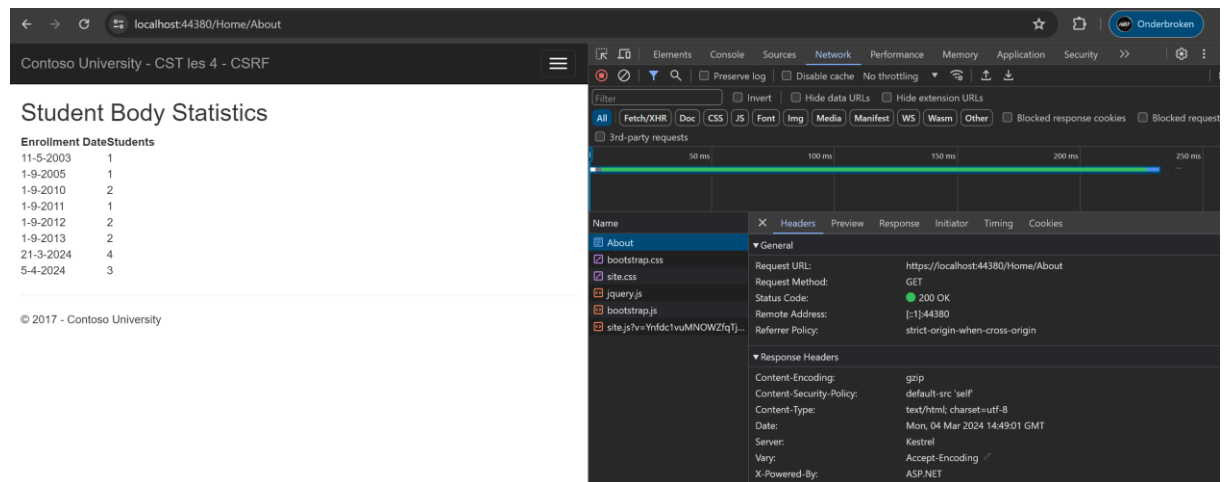 localhost:44380/Home/About
Onderbroken
Contoso University - CST les 4 - CSRF
Student Body Statistics
Enrollment DateStudents
11-5-2003 1
1-9-2005 1
1-9-2010 2
1-9-2011 1
1-9-2012 2
1-9-2013 2
21-3-2024 4
5-4-2024 3
© 2017 - Contoso University
Elements Console Sources Network Performance Memory Application Security
Preserve log Disable cache No throttling
Filter Invert Hide data URLs Hide extension URLs
All Fetch/XHR Doc CSS JS Font Img Media Manifest WS Wasm Other Blocked response cookies Blocked request
3rd-party requests
50 ms 100 ms 150 ms 200 ms 250 ms
Name
About
bootstrap.css
site.css
jquery.js
bootstrap.js
site.js?v=Ynfdc1vuMNOWZfqTj...
Headers Preview Response Initiator Timing Cookies
General
Request URL: https://localhost:44380/Home/About
Request Method: GET
Status Code: 200 OK
Remote Address: [::1]:44380
Referrer Policy: strict-origin-when-cross-origin
Response Headers
Content-Encoding: gzip
Content-Security-Policy: default-src 'self'
Content-Type: text/html; charset=utf-8
Date: Mon, 04 Mar 2024 14:49:01 GMT
Server: Kestrel
Vary: Accept-Encoding
X-Powered-By: ASP.NET